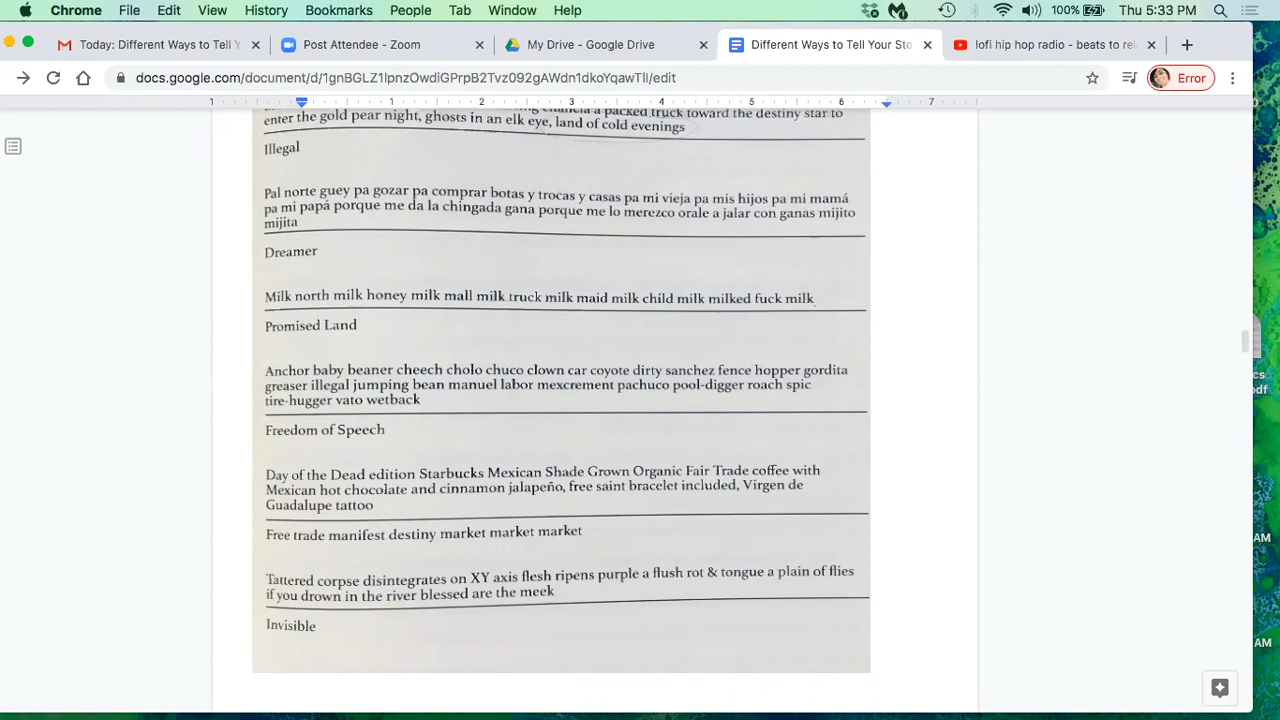 Chrome File Edit View History Bookmarks People Tab Window Help 100% Thu 5:33 PM
Today: Different Ways to Tell Y Post Attendee - Zoom My Drive - Google Drive Different Ways to Tell Your Sto lofi hip hop radio - beats to rel
docs.google.com/document/d/1gnBGLZ1lpnzOwdiGPrpB2Tvz092gAWdn1dkoYqawTlI/edit Error
1 1 2 3 4 5 6 7
a packed truck toward the destiny star to
enter the gold pear night, ghosts in an elk eye, land of cold evenings
Illegal
Pal norte guey pa gozar pa comprar botas y trocas y casas pa mi vieja pa mis hijos pa mi mamá
pa mi papá porque me da la chingada gana porque me lo merezco orale a jalar con ganas mijito
mijita
Dreamer
Milk north milk honey milk mall milk truck milk maid milk child milk milked fuck milk
Promised Land
Anchor baby beaner cheech cholo chuco clown car coyote dirty sanchez fence hopper gordita
greaser illegal jumping bean manuel labor mexcrement pachuco pool-digger roach spic
tire-hugger vato wetback
Freedom of Speech
Day of the Dead edition Starbucks Mexican Shade Grown Organic Fair Trade coffee with
Mexican hot chocolate and cinnamon jalapeño, free saint bracelet included, Virgen de
Guadalupe tattoo
Free trade manifest destiny market market market
Tattered corpse disintegrates on XY axis flesh ripens purple a flush rot & tongue a plain of flies
if you drown in the river blessed are the meek
Invisible
cs
pdf
AM
AM